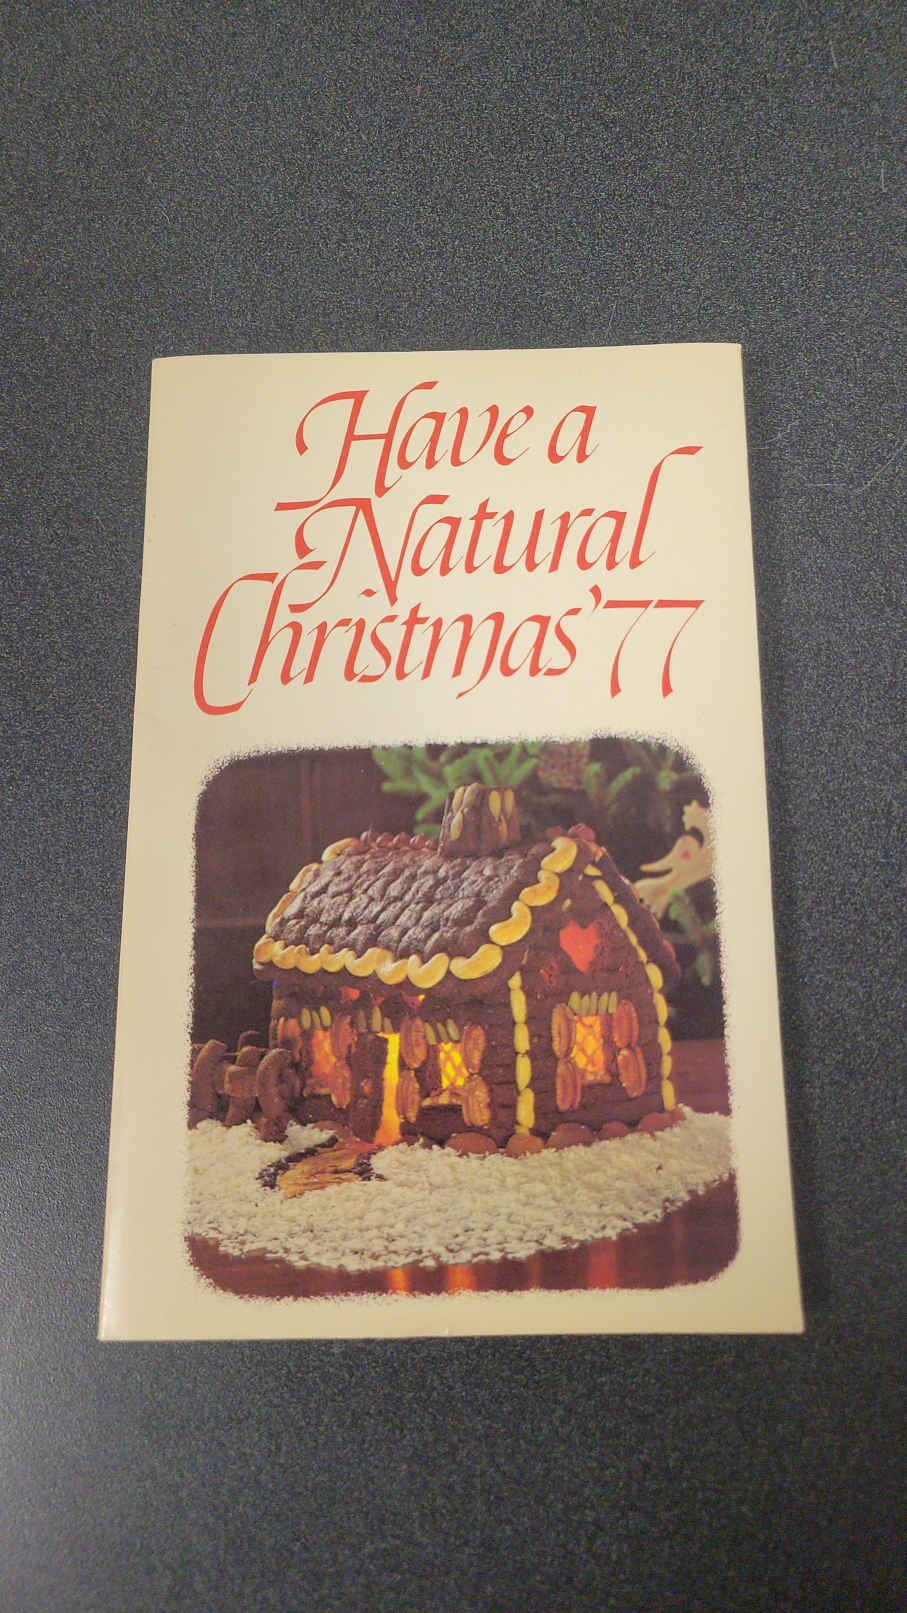 Have a
Natural
Christmas '77